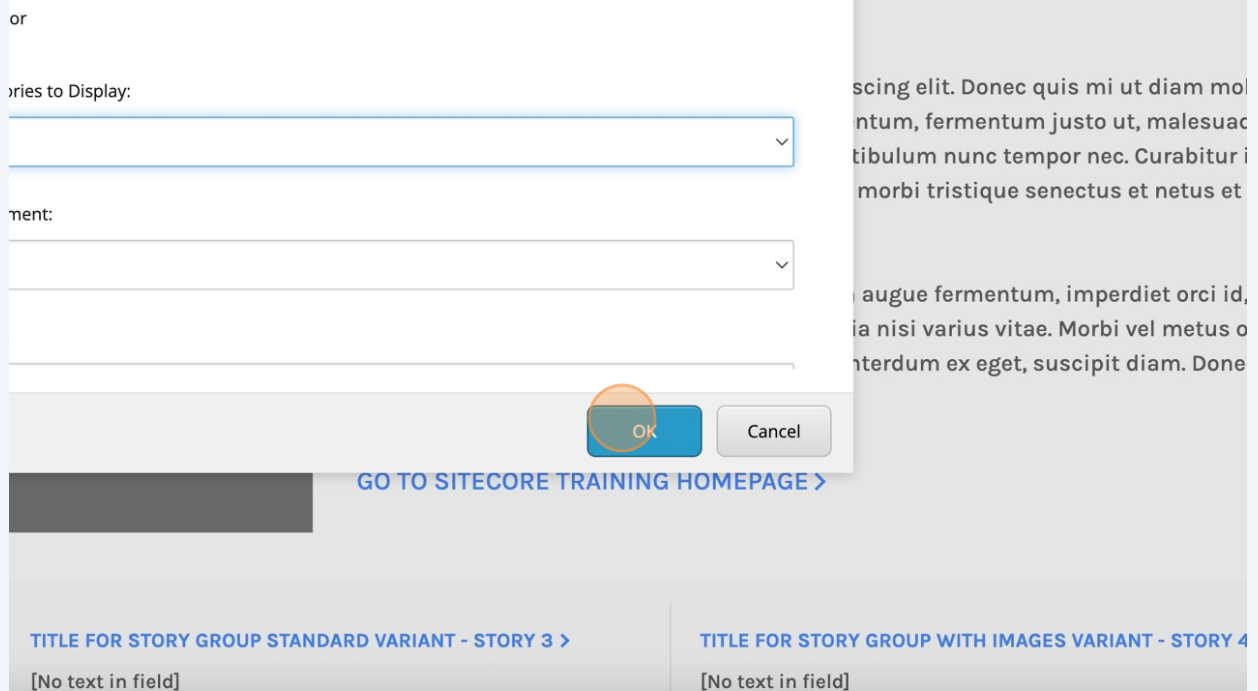 or
ories to Display:
ment:
OK
Cancel
scing elit. Donec quis mi ut diam mol
ntum, fermentum justo ut, malesuad
tibulum nunc tempor nec. Curabitur i
morbi tristique senectus et netus et
augue fermentum, imperdiet orci id,
ia nisi varius vitae. Morbi vel metus o
nterdum ex eget, suscipit diam. Done
GO TO SITECORE TRAINING HOMEPAGE >
TITLE FOR STORY GROUP STANDARD VARIANT - STORY 3 >
[No text in field]
TITLE FOR STORY GROUP WITH IMAGES VARIANT - STORY 4
[No text in field]